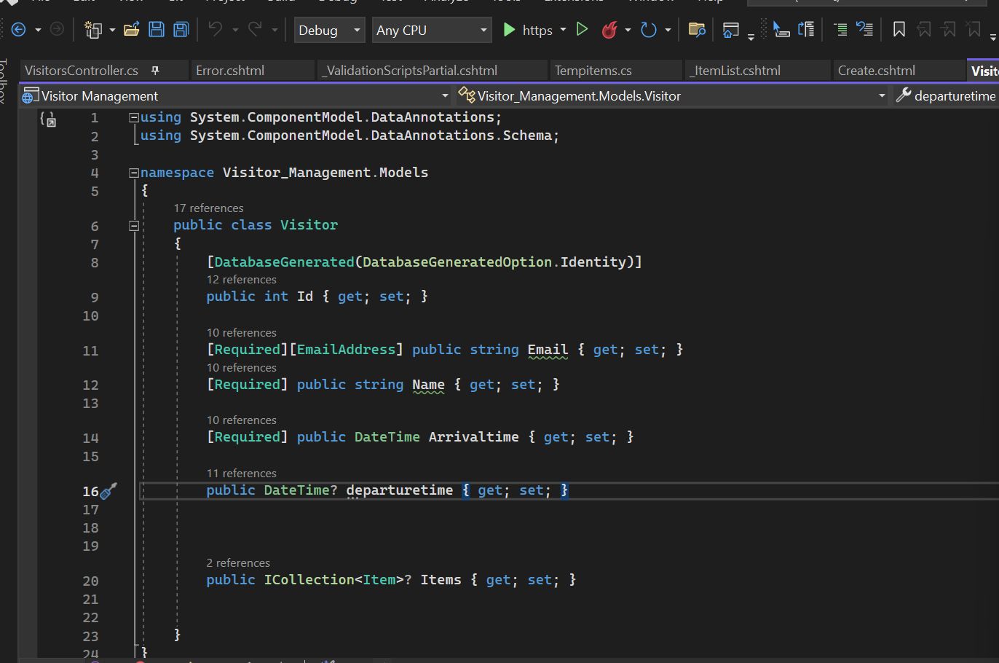 Debug Any CPU https
Toolbox
VisitorsController.cs Error.cshtml _ValidationScriptsPartial.cshtml Tempitems.cs _ItemList.cshtml Create.cshtml Visit
Visitor Management Visitor_Management.Models.Visitor departuretime
1 using System.ComponentModel.DataAnnotations;
2 using System.ComponentModel.DataAnnotations.Schema;
3
4 namespace Visitor_Management.Models
5 {
17 references
6 public class Visitor
7 {
8 [DatabaseGenerated(DatabaseGeneratedOption.Identity)]
12 references
9 public int Id { get; set; }
10
10 references
11 [Required][EmailAddress] public string Email { get; set; }
10 references
12 [Required] public string Name { get; set; }
13
10 references
14 [Required] public DateTime Arrivaltime { get; set; }
15
11 references
16 public DateTime? departuretime { get; set; }
17
18
19
2 references
20 public ICollection<Item>? Items { get; set; }
21
22
23 }
24 }